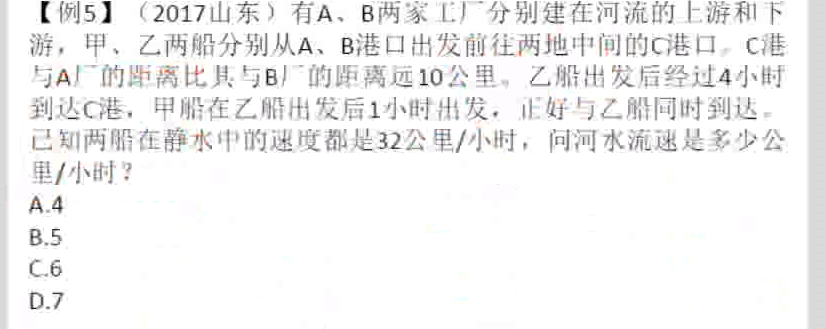 【例5】（2017山东）有A、B两家工厂分别建在河流的上游和下
游，甲、乙两船分别从A、B港口出发前往两地中间的C港口。C港
与A厂的距离比其与B厂的距离远10公里。乙船出发后经过4小时
到达C港，甲船在乙船出发后1小时出发，正好与乙船同时到达。
已知两船在静水中的速度都是32公里/小时，问河水流速是多少公
里/小时？
A.4
B.5
C.6
D.7